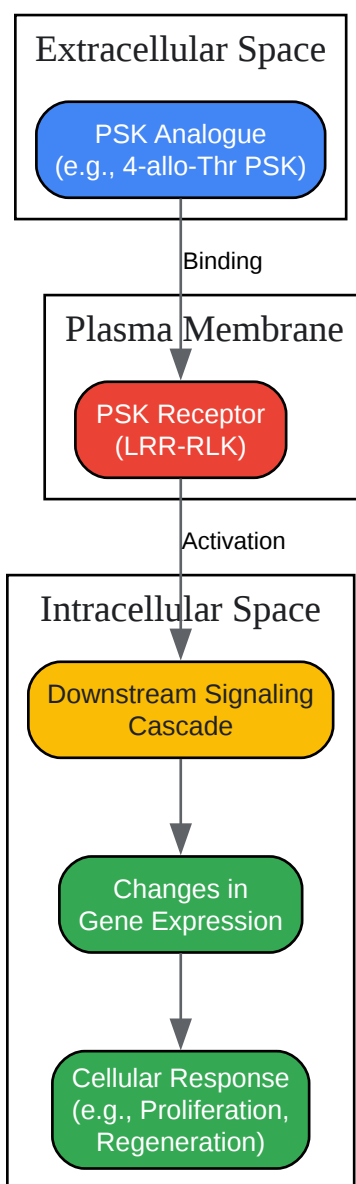 Extracellular Space
PSK Analogue
(e.g., 4-allo-Thr PSK)
Binding
Plasma Membrane
PSK Receptor
(LRR-RLK)
Activation
Intracellular Space
Downstream Signaling
Cascade
Changes in
Gene Expression
Cellular Response
(e.g., Proliferation,
Regeneration)